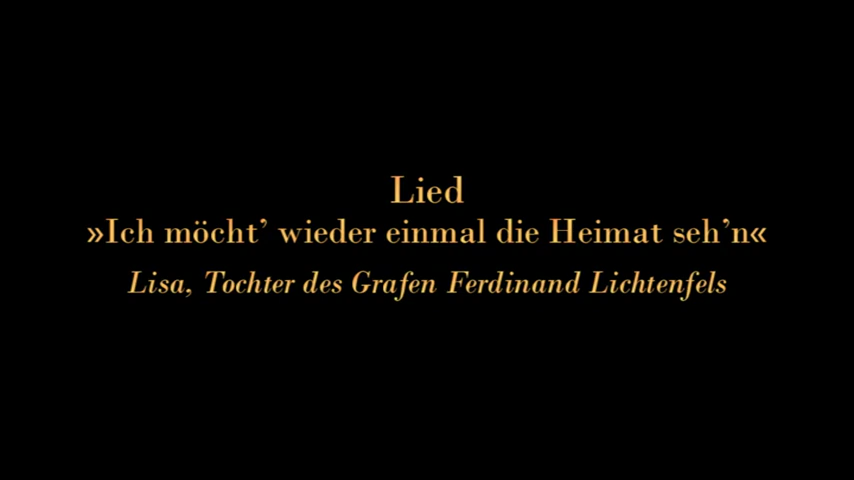 Lied
»Ich möcht’ wieder einmal die Heimat seh’n«
Lisa, Tochter des Grafen Ferdinand Lichtenfels